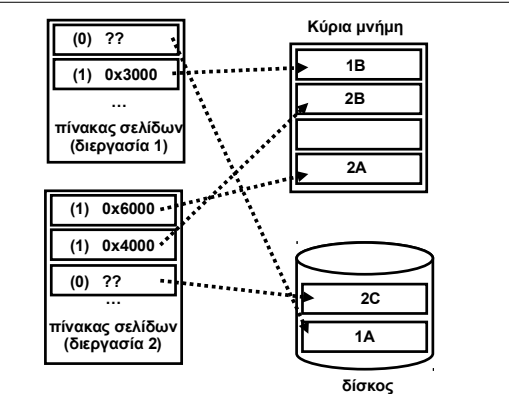 (0) ??
(1) 0x3000
...
πίνακας σελίδων
(διεργασία 1)
Κύρια μνήμη
1B
2B
2A
(1) 0x6000
(1) 0x4000
(0) ??
...
πίνακας σελίδων
(διεργασία 2)
2C
1A
δίσκος